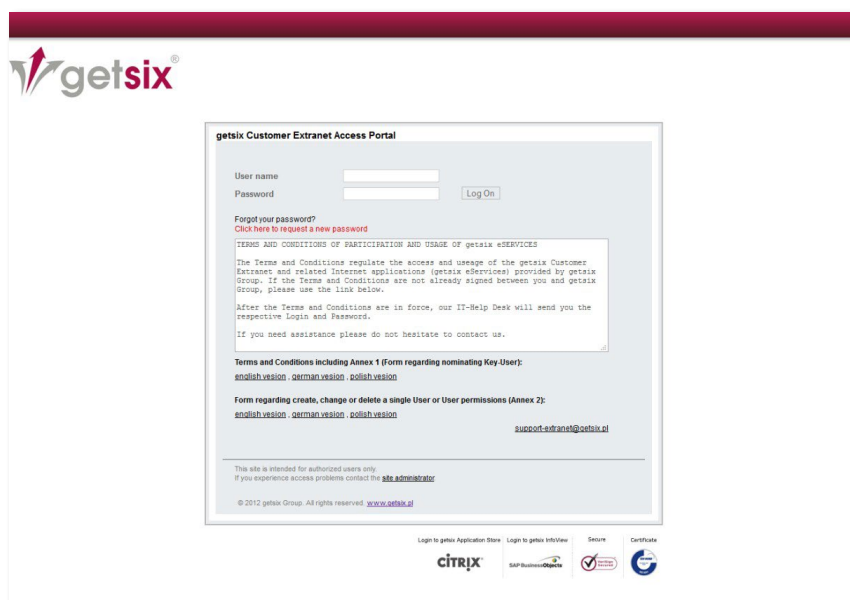 getsix®
getsix Customer Extranet Access Portal
User name
Password
Log On
Forgot your password?
Click here to request a new password
TERMS AND CONDITIONS OF PARTICIPATION AND USAGE OF getsix eSERVICES
The Terms and Conditions regulate the access and useage of the getsix Customer
Extranet and related Internet applications (getsix eServices) provided by getsix
Group. If the Terms and Conditions are not already signed between you and getsix
Group, please use the link below.
After the Terms and Conditions are in force, our IT-Help Desk will send you the
respective Login and Password.
If you need assistance please do not hesitate to contact us.
Terms and Conditions including Annex 1 (Form regarding nominating Key-User):
english vesion , german vesion , polish vesion
Form regarding create, change or delete a single User or User permissions (Annex 2):
english vesion , german vesion , polish vesion
support-extranet@getsix.pl
This site is intended for authorized users only.
If you experience access problems contact the site administrator
© 2012 getsix Group. All rights reserved. www.getsix.pl
Login to getsix Application Store Login to getsix InfoView Secure Certificate
CITRIX SAP BusinessObjects